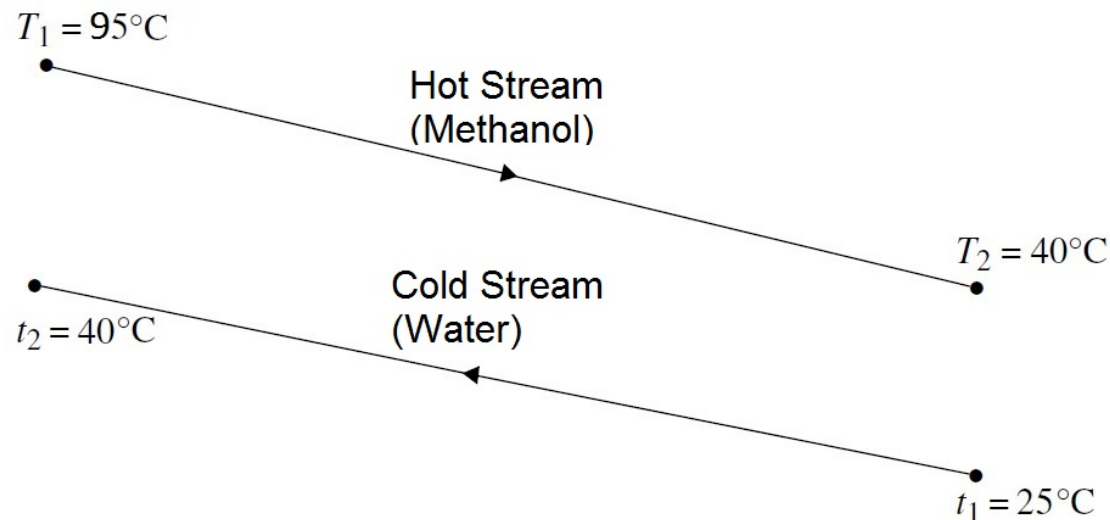 T₁ = 95°C
Hot Stream
(Methanol)
T₂ = 40°C
Cold Stream
(Water)
t₂ = 40°C
t₁ = 25°C